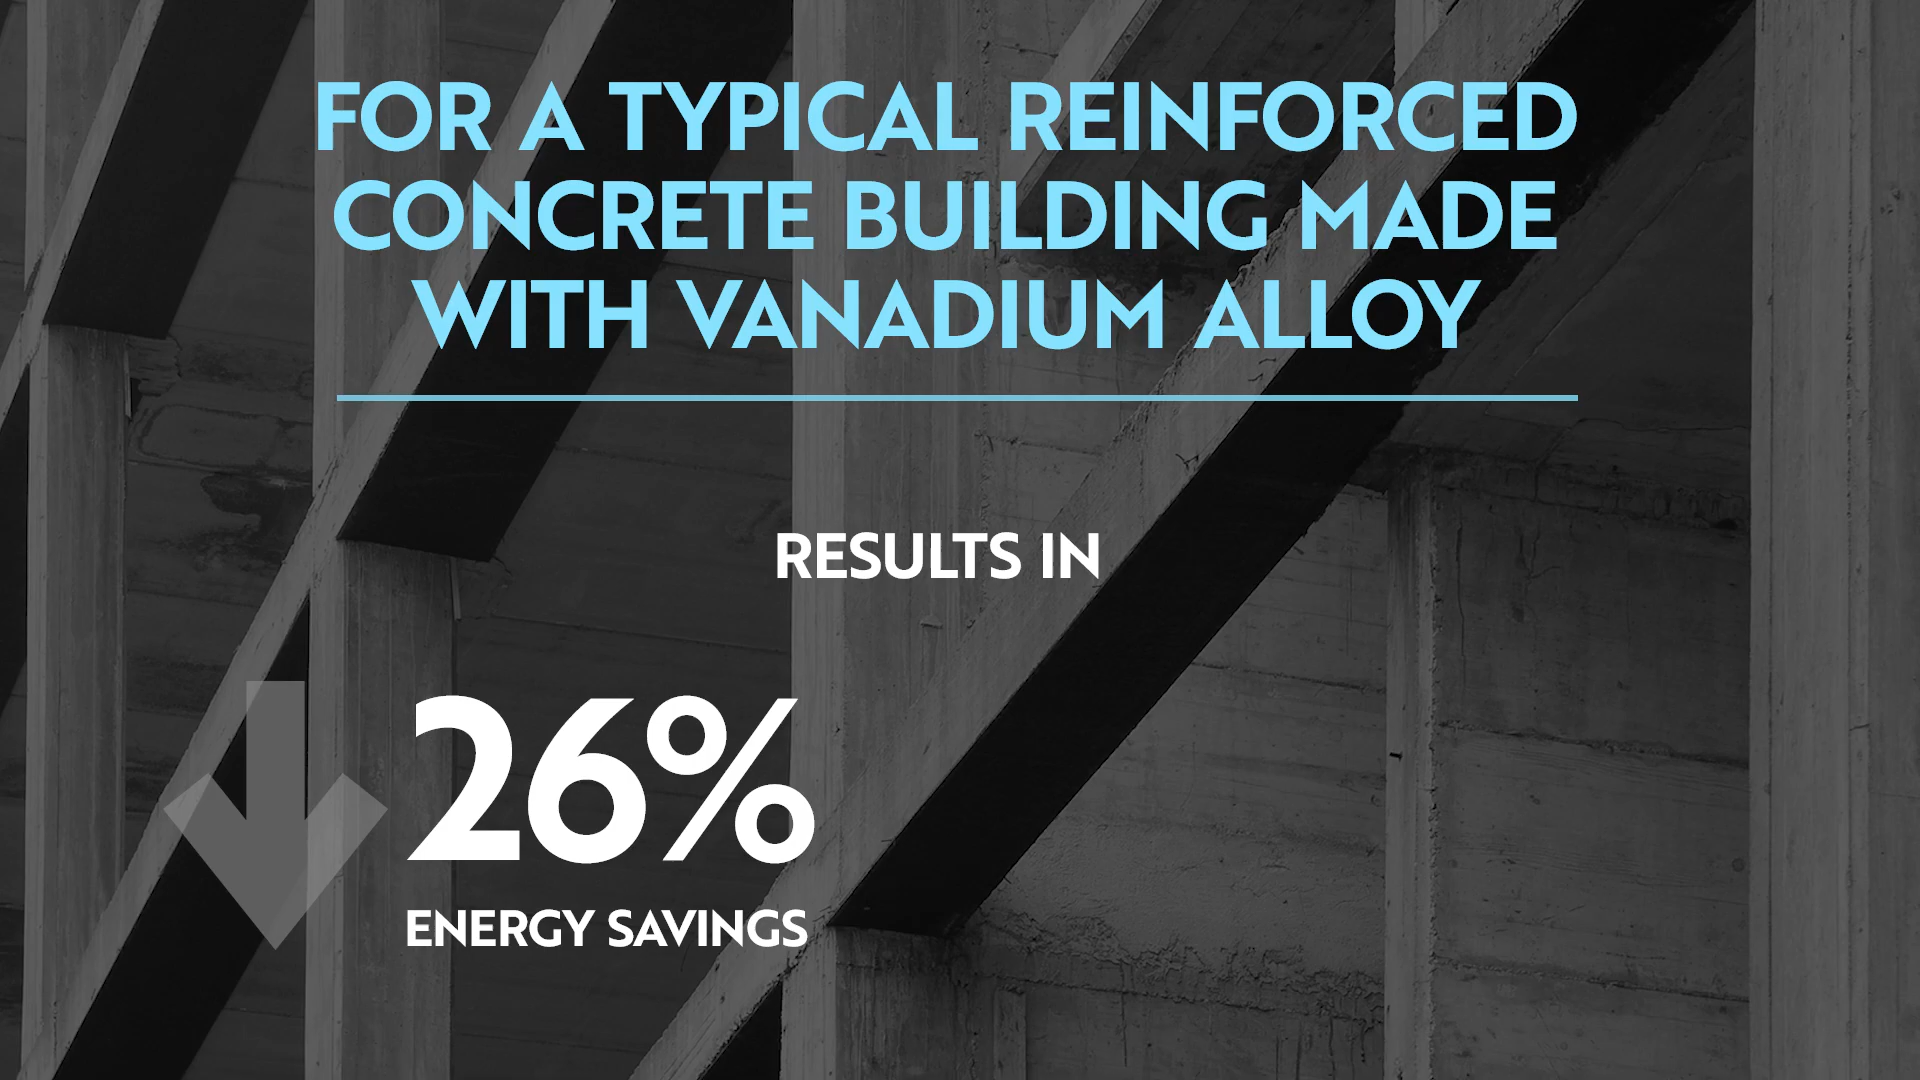 FOR A TYPICAL REINFORCED
CONCRETE BUILDING MADE
WITH VANADIUM ALLOY
RESULTS IN
26%
ENERGY SAVINGS